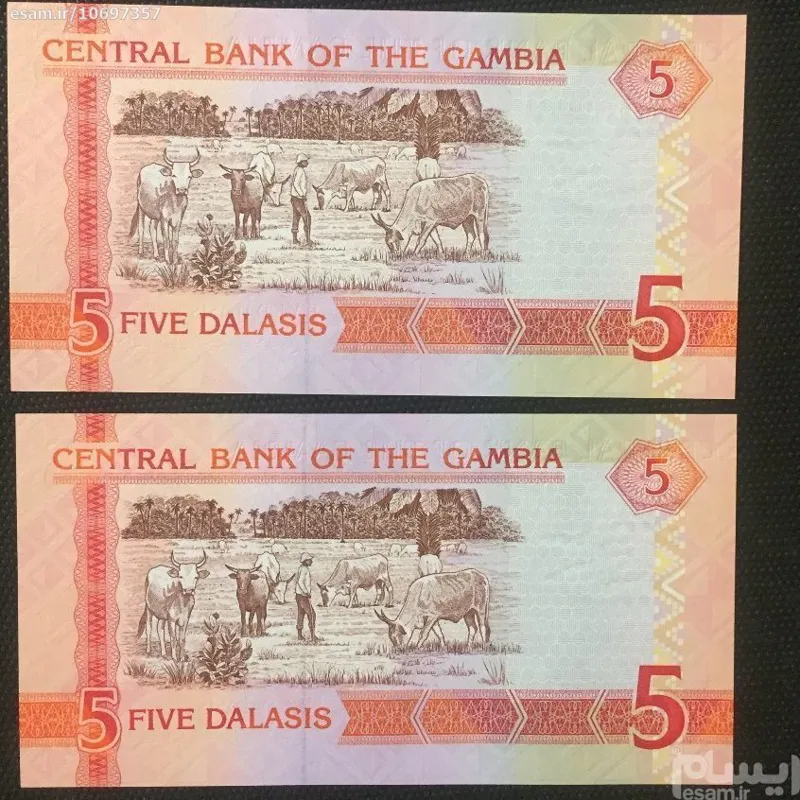 esam.ir/10697357
CENTRAL BANK OF THE GAMBIA
5
5 FIVE DALASIS
5
CENTRAL BANK OF THE GAMBIA
5
5 FIVE DALASIS
5
ایسام
esam.ir